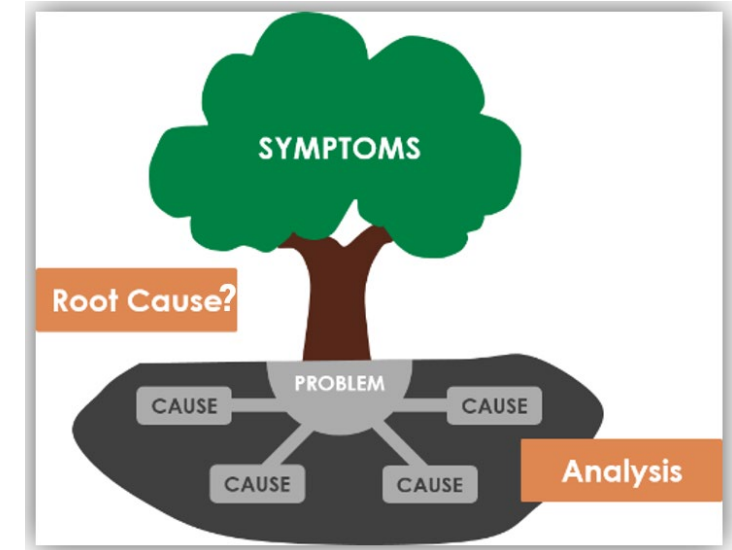 SYMPTOMS
Root Cause?
PROBLEM
CAUSE
CAUSE
CAUSE
CAUSE
Analysis